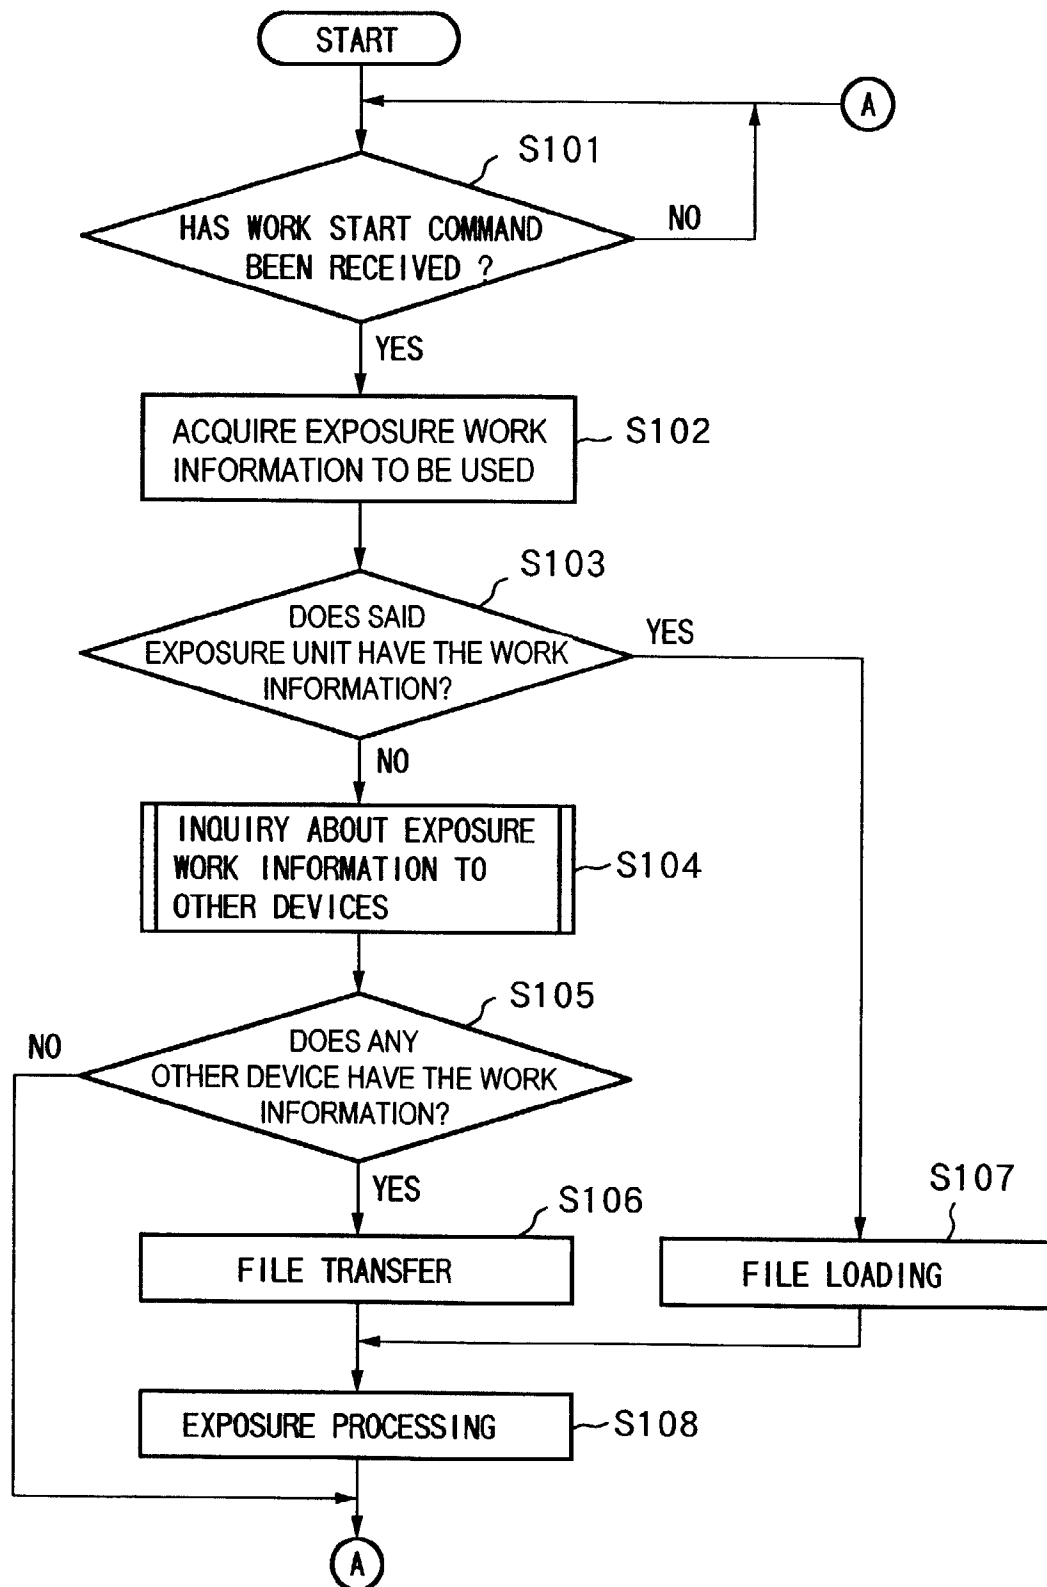 START
A
S101
HAS WORK START COMMAND
BEEN RECEIVED ?
NO
YES
ACQUIRE EXPOSURE WORK
INFORMATION TO BE USED
S102
S103
DOES SAID
EXPOSURE UNIT HAVE THE WORK
INFORMATION?
YES
NO
INQUIRY ABOUT EXPOSURE
WORK INFORMATION TO
OTHER DEVICES
S104
S105
NO
DOES ANY
OTHER DEVICE HAVE THE WORK
INFORMATION?
YES
S106
S107
FILE TRANSFER
FILE LOADING
EXPOSURE PROCESSING
S108
A